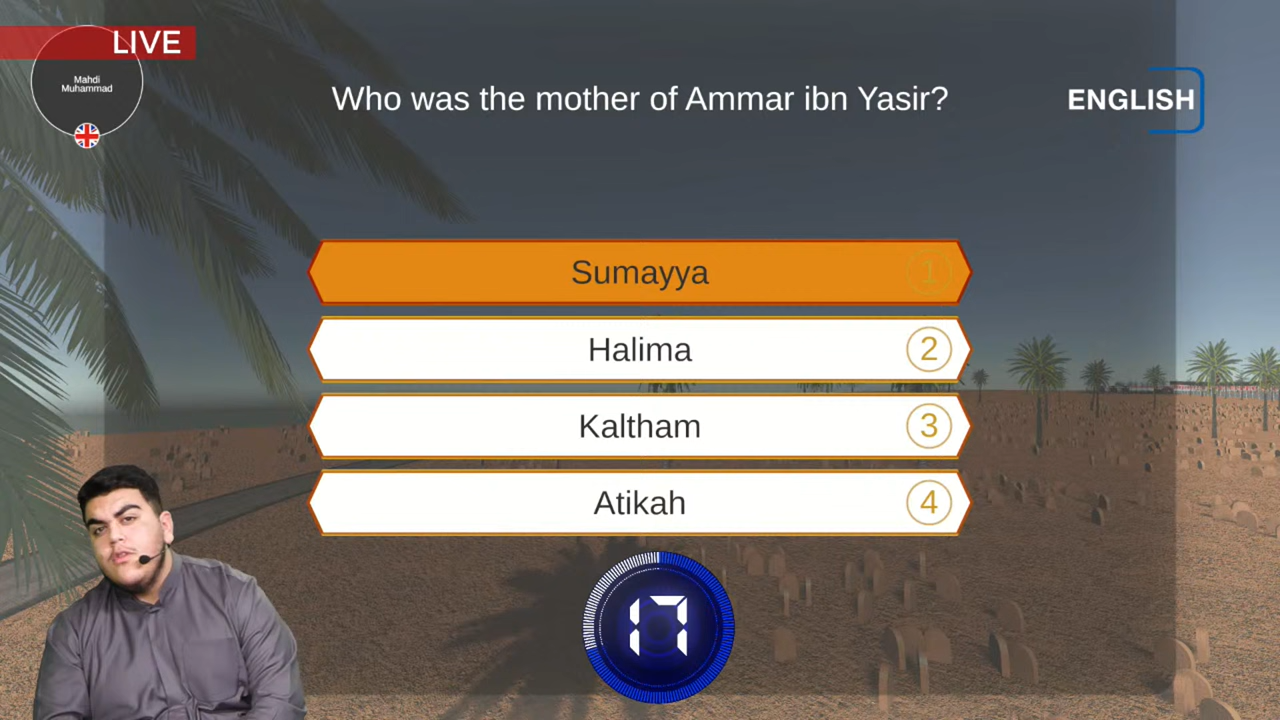 LIVE
Mahdi
Muhammad
Who was the mother of Ammar ibn Yasir?
ENGLISH
Sumayya 1
Halima 2
Kaltham 3
Atikah 4
17